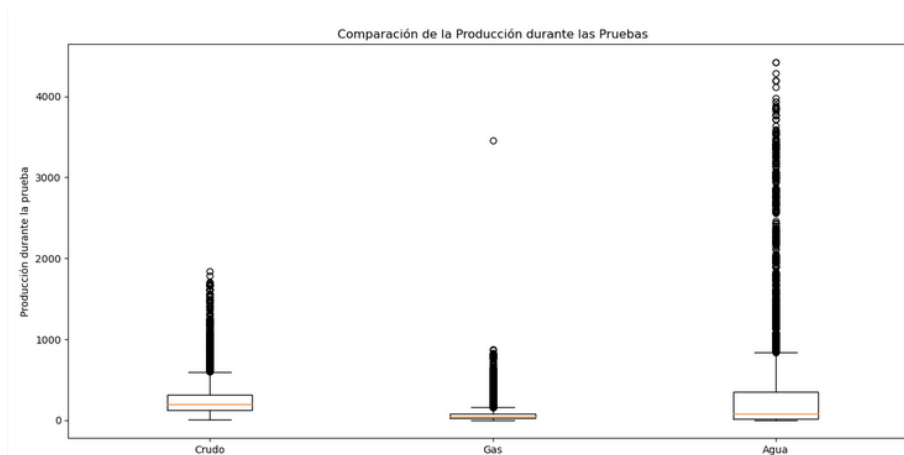 Comparación de la Producción durante las Pruebas
Producción durante la prueba
4000
3000
2000
1000
0
Crudo Gas Agua